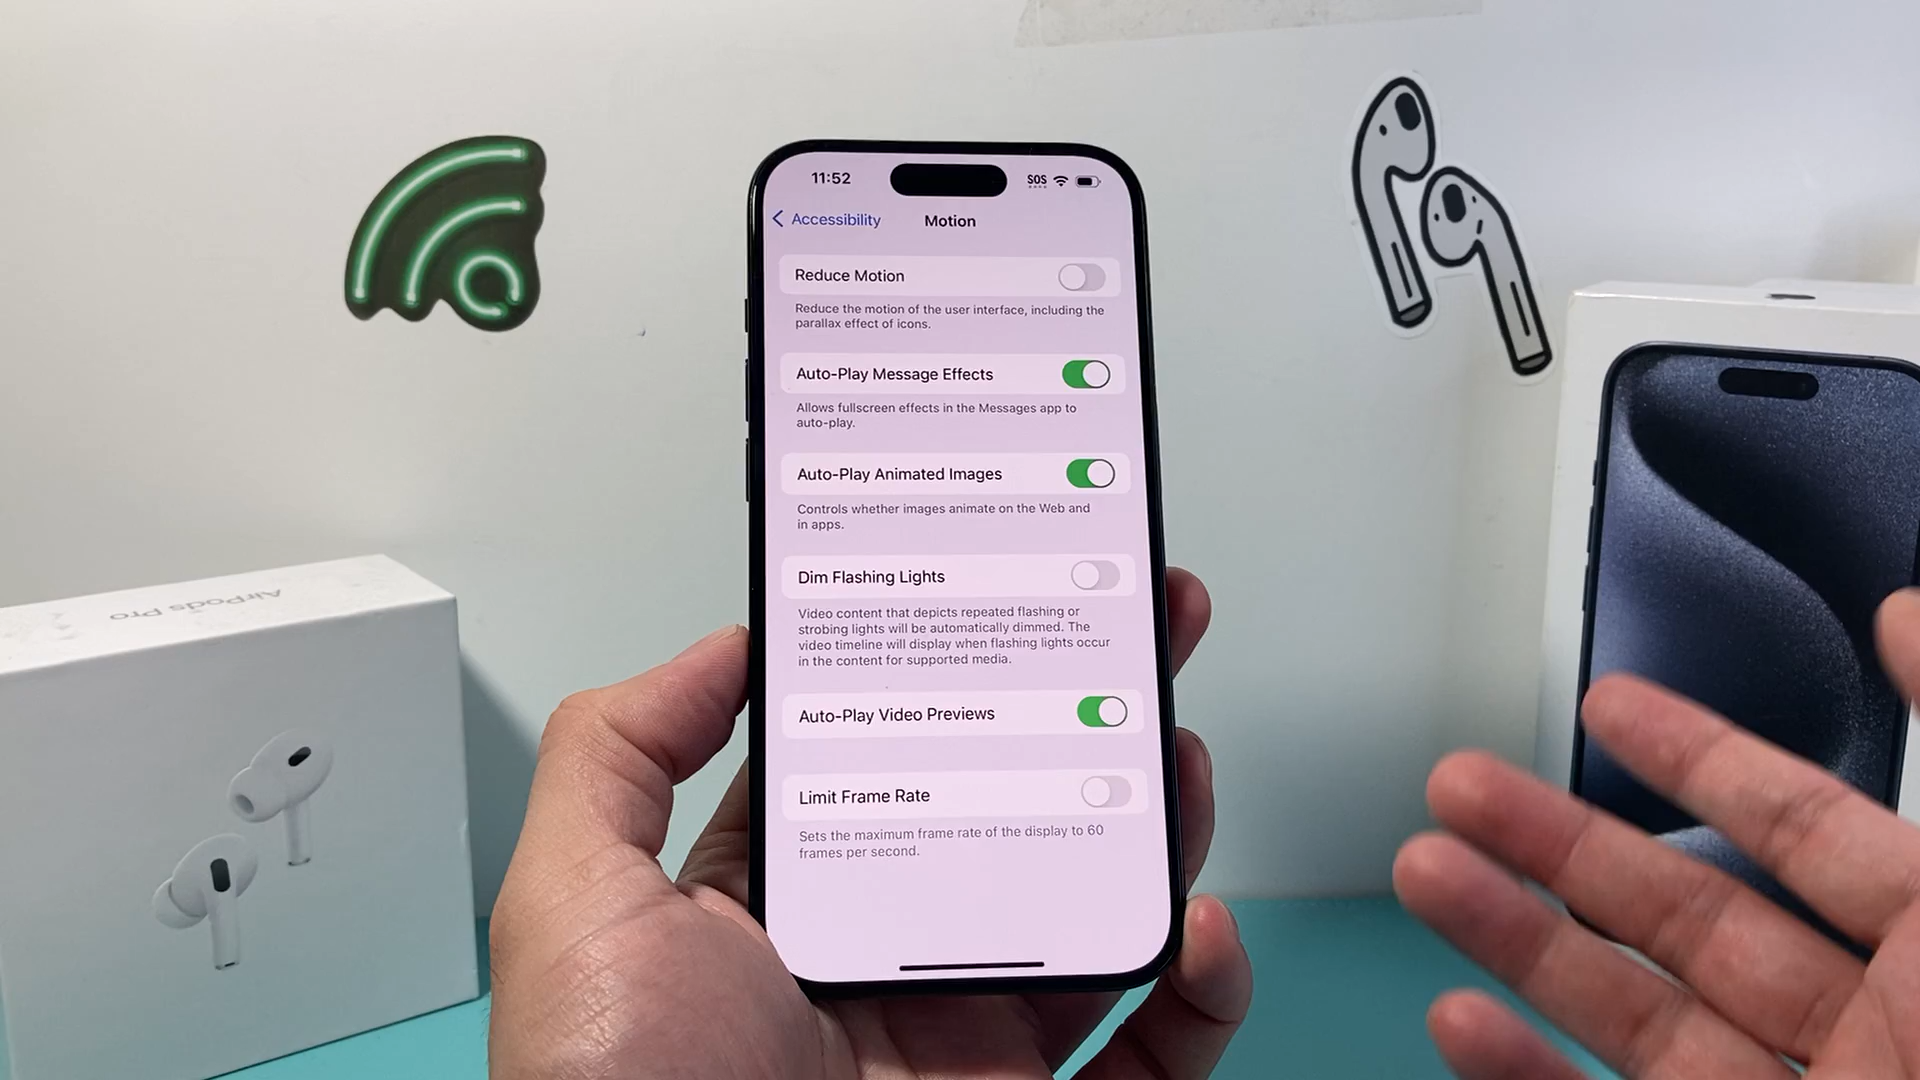 11:52
SOS
Accessibility
Motion
Reduce Motion
Reduce the motion of the user interface, including the
parallax effect of icons.
Auto-Play Message Effects
Allows fullscreen effects in the Messages app to
auto-play.
Auto-Play Animated Images
Controls whether images animate on the Web and
in apps.
Dim Flashing Lights
Video content that depicts repeated flashing or
strobing lights will be automatically dimmed. The
video timeline will display when flashing lights occur
in the content for supported media.
Auto-Play Video Previews
Limit Frame Rate
Sets the maximum frame rate of the display to 60
frames per second.
AirPods Pro